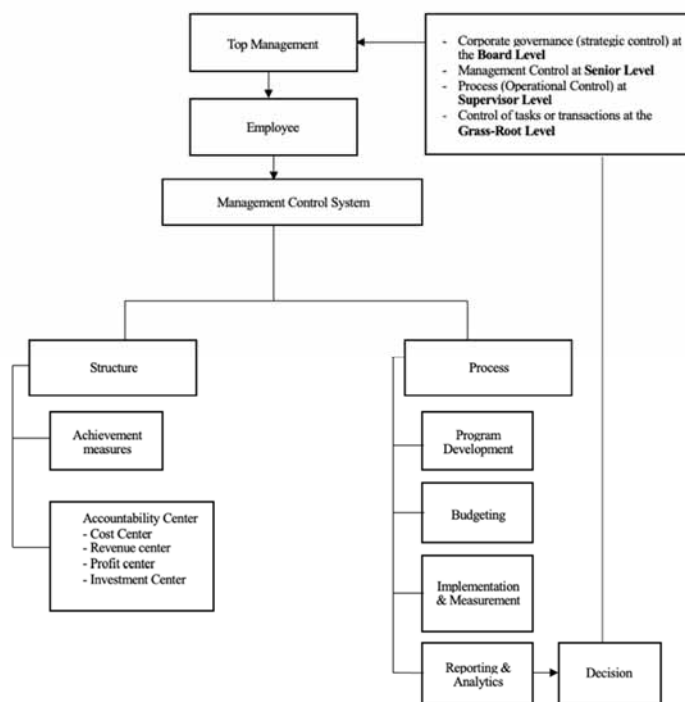 Top Management
- Corporate governance (strategic control) at
the Board Level
- Management Control at Senior Level
- Process (Operational Control) at
Supervisor Level
- Control of tasks or transactions at the
Grass-Root Level
Employee
Management Control System
Structure
Process
Achievement
measures
Program
Development
Accountability Center
- Cost Center
- Revenue center
- Profit center
- Investment Center
Budgeting
Implementation
& Measurement
Reporting &
Analytics
Decision